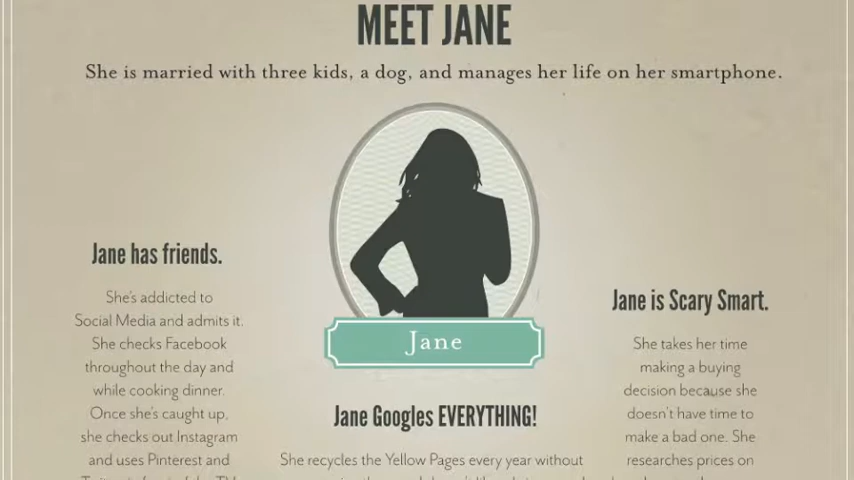 MEET JANE
She is married with three kids, a dog, and manages her life on her smartphone.
Jane has friends.
She's addicted to
Social Media and admits it.
She checks Facebook
throughout the day and
while cooking dinner.
Once she's caught up,
she checks out Instagram
and uses Pinterest and
Jane
Jane Googles EVERYTHING!
She recycles the Yellow Pages every year without
Jane is Scary Smart.
She takes her time
making a buying
decision because she
doesn't have time to
make a bad one. She
researches prices on